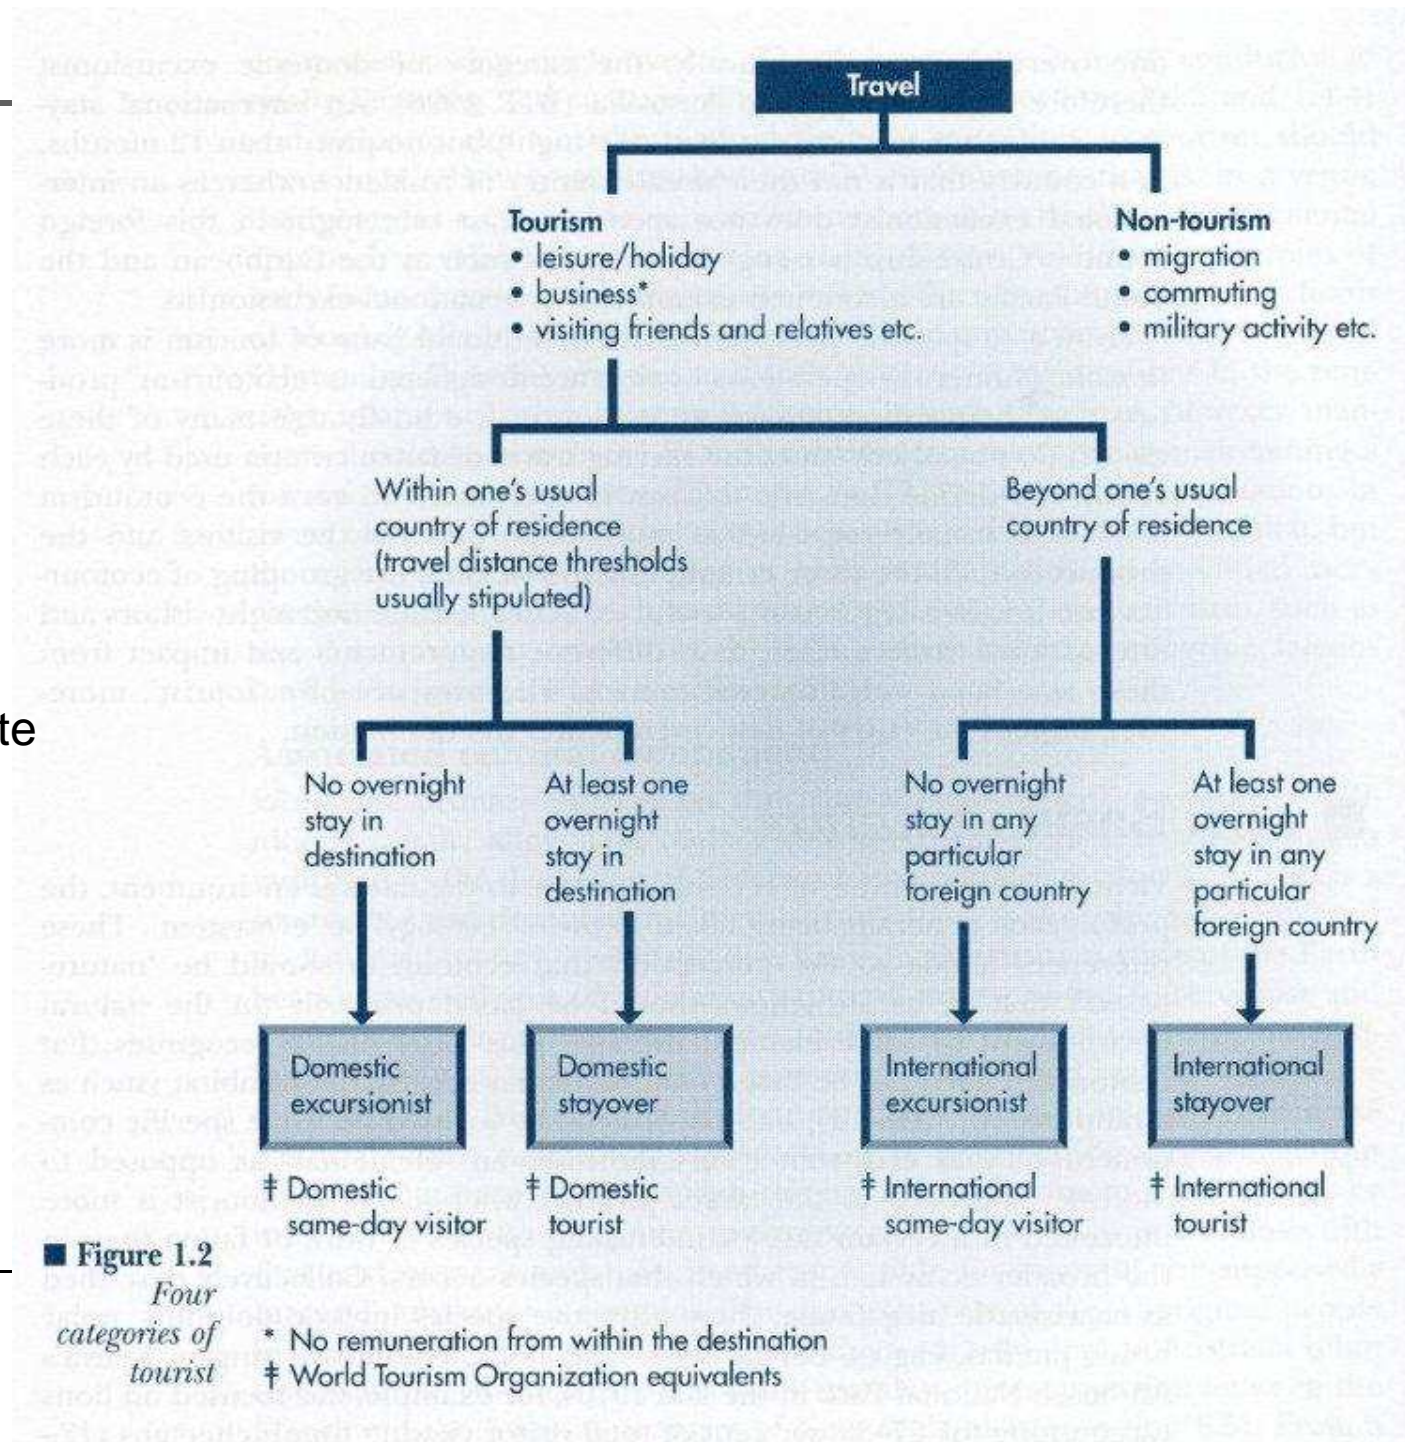 Travel
Tourism
• leisure/holiday
• business*
• visiting friends and relatives etc.
Non-tourism
• migration
• commuting
• military activity etc.
Within one's usual
country of residence
(travel distance thresholds
usually stipulated)
Beyond one's usual
country of residence
te
No overnight
stay in
destination
At least one
overnight
stay in
destination
No overnight
stay in any
particular
foreign country
At least one
overnight
stay in any
particular
foreign country
Domestic
excursionist
Domestic
stayover
International
excursionist
International
stayover
‡ Domestic
same-day visitor
‡ Domestic
tourist
‡ International
same-day visitor
‡ International
tourist
■ Figure 1.2
Four
categories of
tourist
* No remuneration from within the destination
‡ World Tourism Organization equivalents